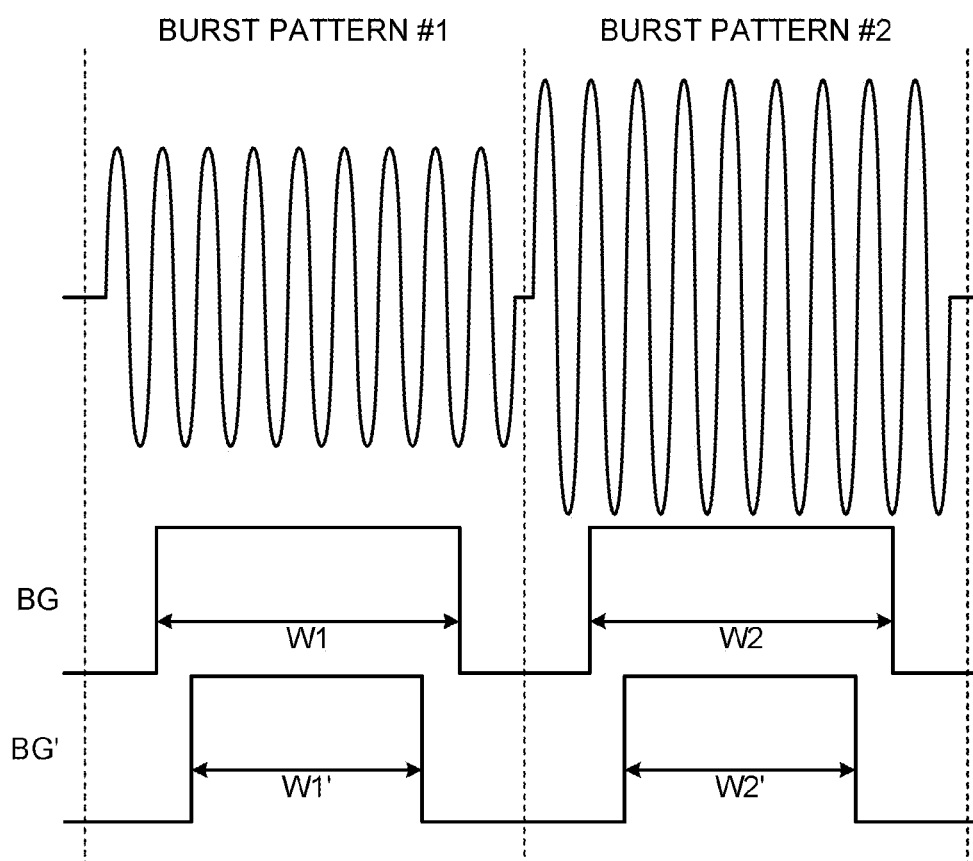 BURST PATTERN #1
BURST PATTERN #2
BG
W1
W2
BG'
W1'
W2'